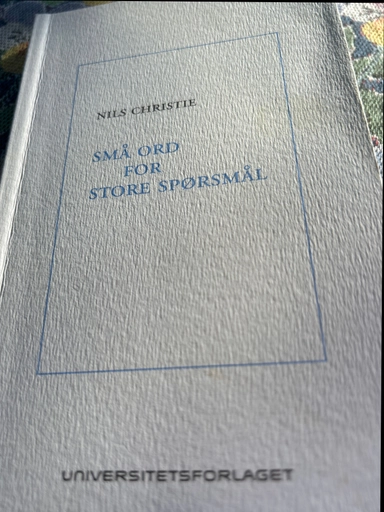 NILS CHRISTIE
SMÅ ORD
FOR
STORE SPØRSMÅL
UNIVERSITETSFORLAGET